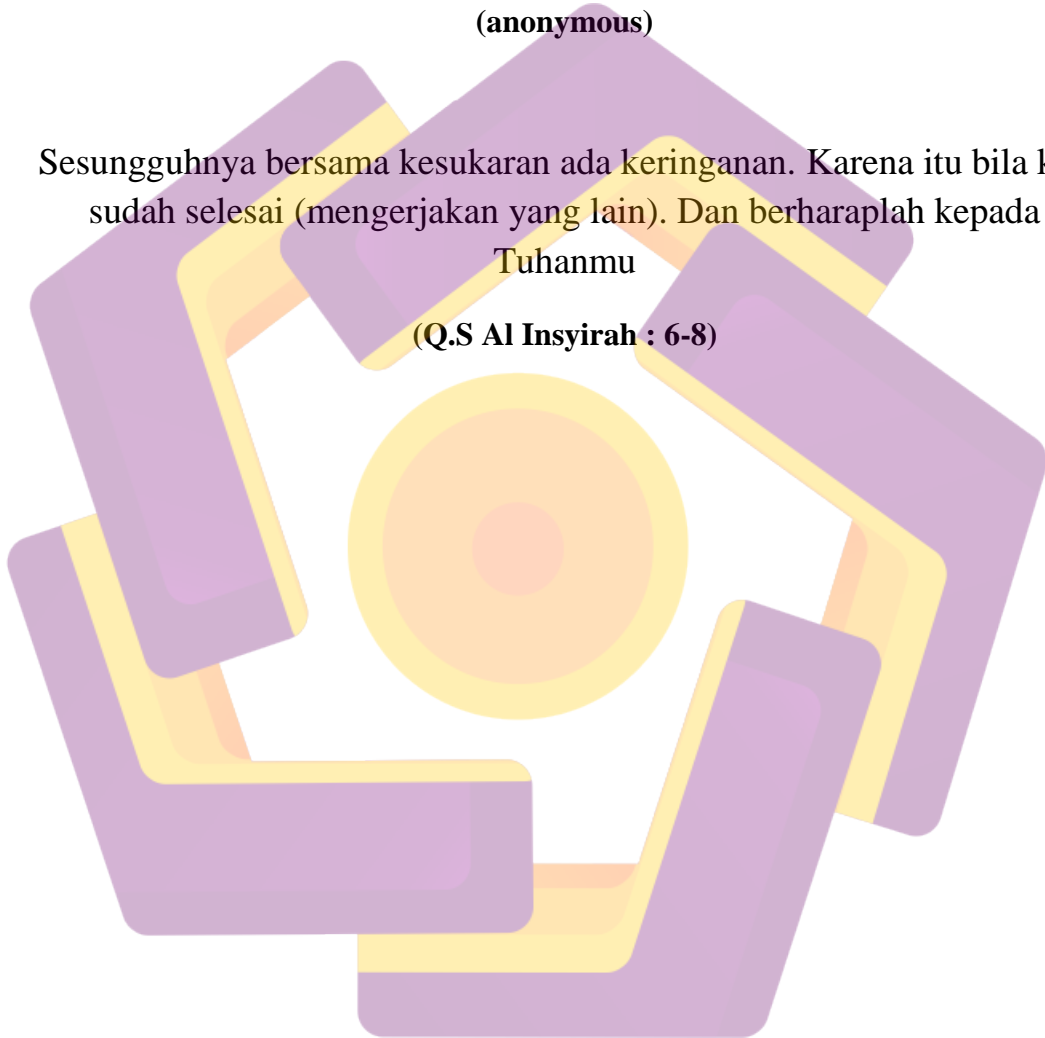 (anonymous)
Sesungguhnya bersama kesukaran ada keringanan. Karena itu bila
sudah selesai (mengerjakan yang lain). Dan berharaplah kepada
Tuhanmu
(Q.S Al Insyirah : 6-8)